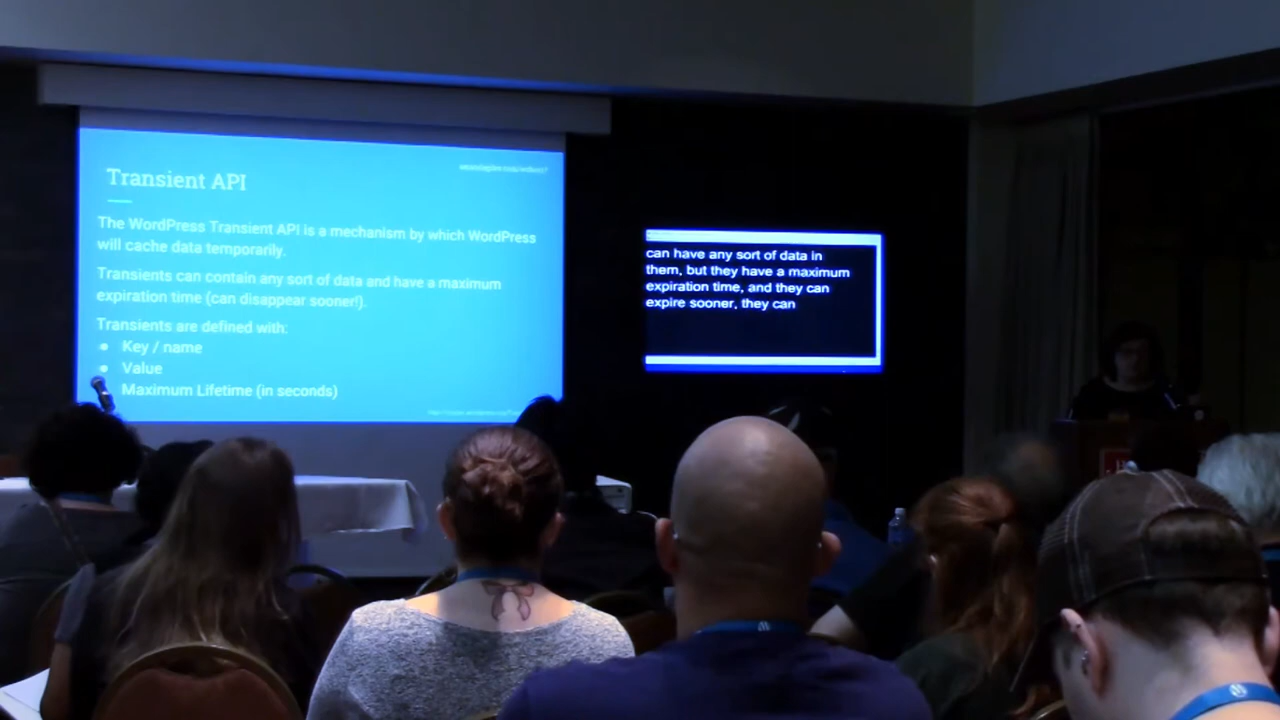 Transient API
The WordPress Transient API is a mechanism by which WordPress
will cache data temporarily.
Transients can contain any sort of data and have a maximum
expiration time (can disappear sooner!).
Transients are defined with:
● Key / name
● Value
Maximum Lifetime (in seconds)
can have any sort of data in
them, but they have a maximum
expiration time, and they can
expire sooner, they can